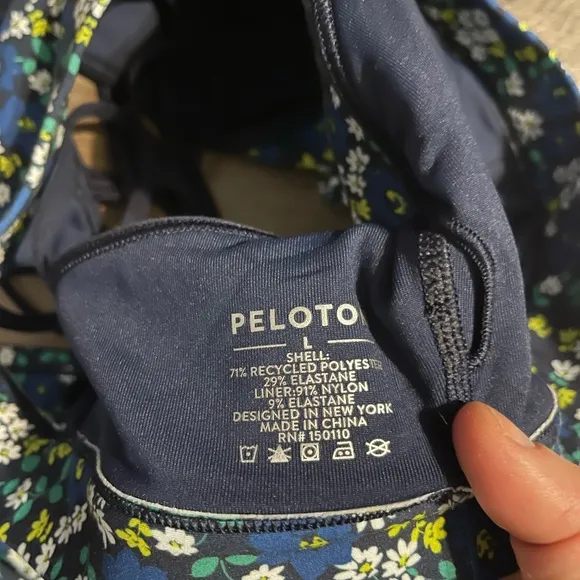 PELOTO
L
SHELL:
71% RECYCLED POLYESTER
29% ELASTANE
LINER:91% NYLON
9% ELASTANE
DESIGNED IN NEW YORK
MADE IN CHINA
RN# 150110